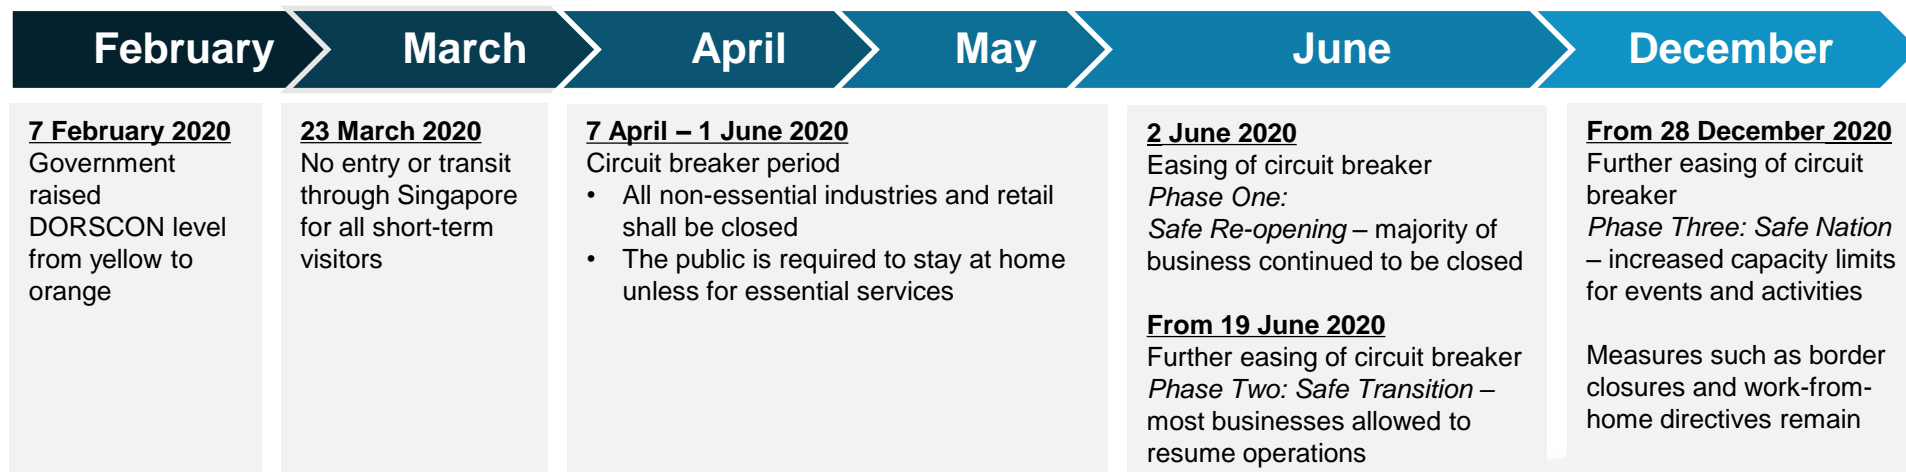 February
March
April
May
June
December
7 February 2020
Government
raised
DORSCON level
from yellow to
orange
23 March 2020
No entry or transit
through Singapore
for all short-term
visitors
7 April – 1 June 2020
Circuit breaker period
• All non-essential industries and retail
shall be closed
• The public is required to stay at home
unless for essential services
2 June 2020
Easing of circuit breaker
Phase One:
Safe Re-opening – majority of
business continued to be closed
From 19 June 2020
Further easing of circuit breaker
Phase Two: Safe Transition –
most businesses allowed to
resume operations
From 28 December 2020
Further easing of circuit
breaker
Phase Three: Safe Nation
– increased capacity limits
for events and activities
Measures such as border
closures and work-from-
home directives remain